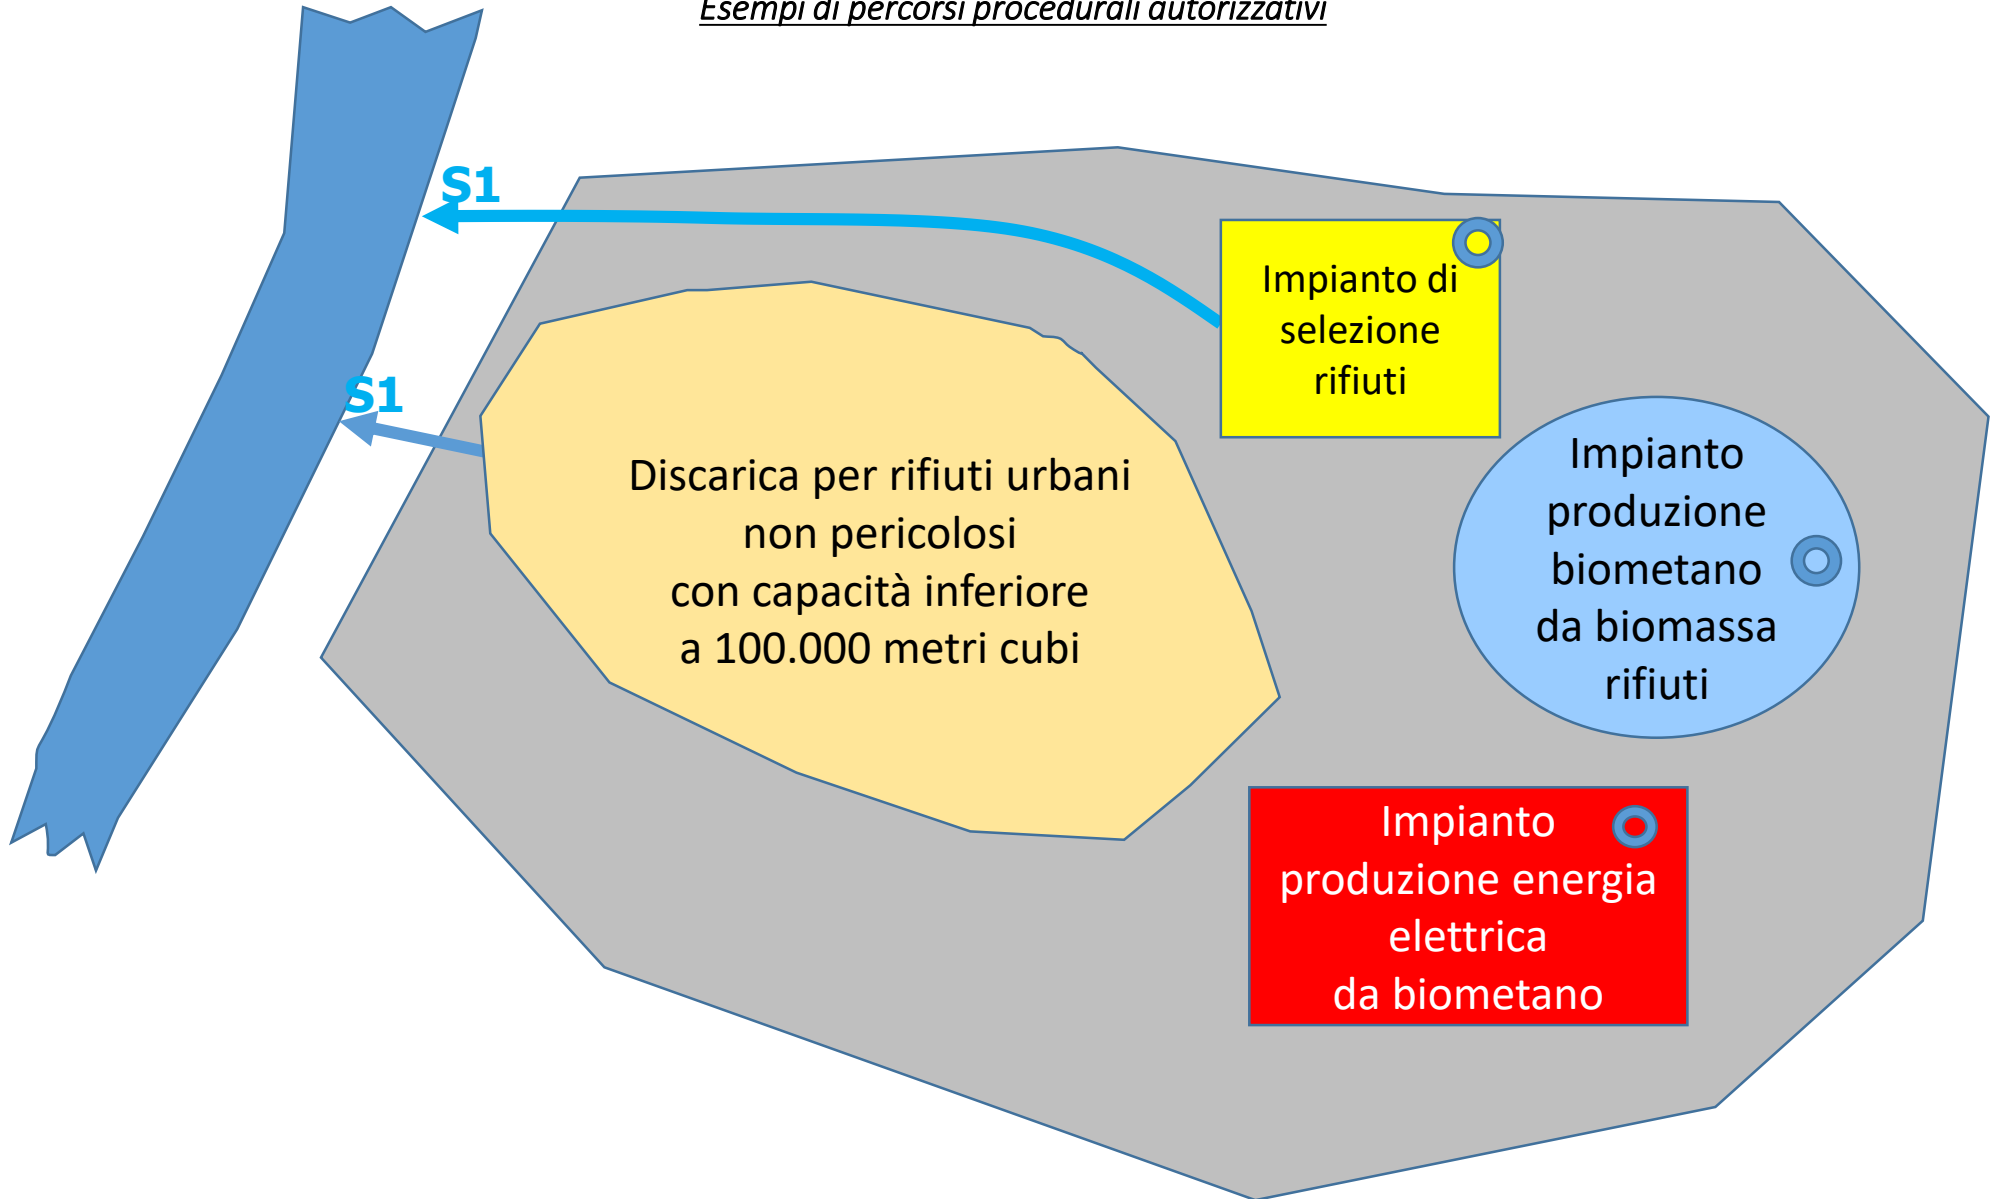 Esempi di percorsi procedurali autorizzativi
S1
Impianto di
selezione
rifiuti
S1
Discarica per rifiuti urbani
non pericolosi
con capacità inferiore
a 100.000 metri cubi
Impianto
produzione
biometano
da biomassa
rifiuti
Impianto
produzione energia
elettrica
da biometano